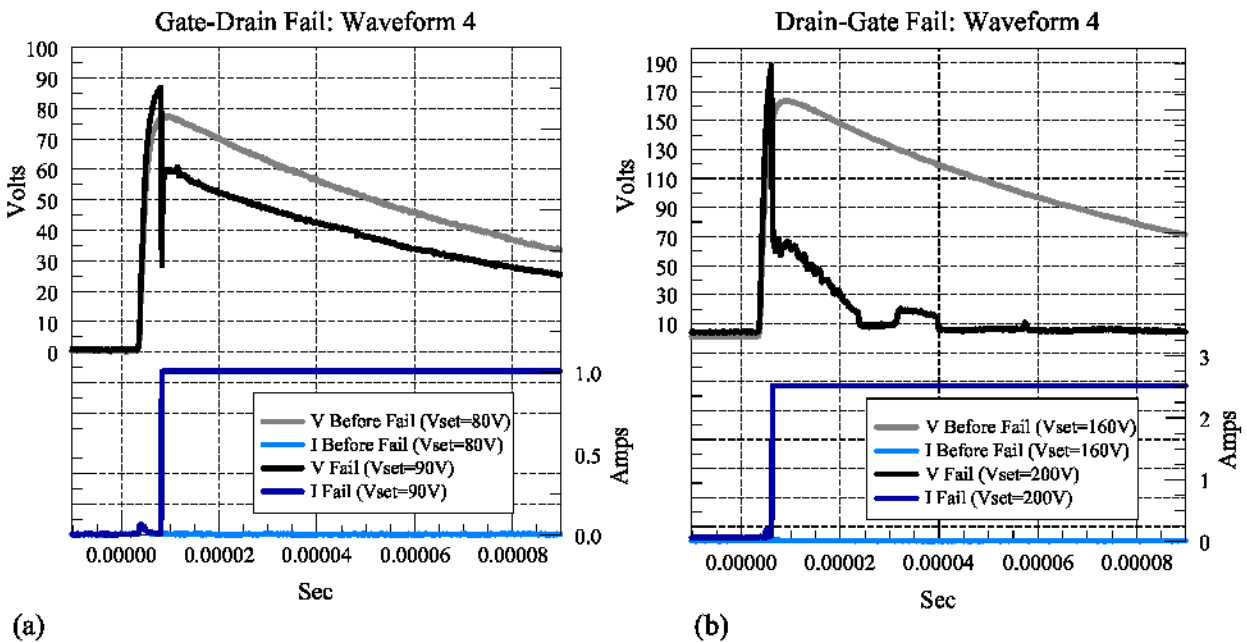 Gate-Drain Fail: Waveform 4
100
90
80
70
60
50
40
30
20
10
0
Volts
1.0
0.5
0.0
Amps
V Before Fail (Vset=80V)
I Before Fail (Vset=80V)
V Fail (Vset=90V)
I Fail (Vset=90V)
0.00000 0.00002 0.00004 0.00006 0.00008
Sec
(a)
Drain-Gate Fail: Waveform 4
190
170
150
130
110
90
70
50
30
10
Volts
3
2
1
0
Amps
V Before Fail (Vset=160V)
I Before Fail (Vset=160V)
V Fail (Vset=200V)
I Fail (Vset=200V)
0.00000 0.00002 0.00004 0.00006 0.00008
Sec
(b)